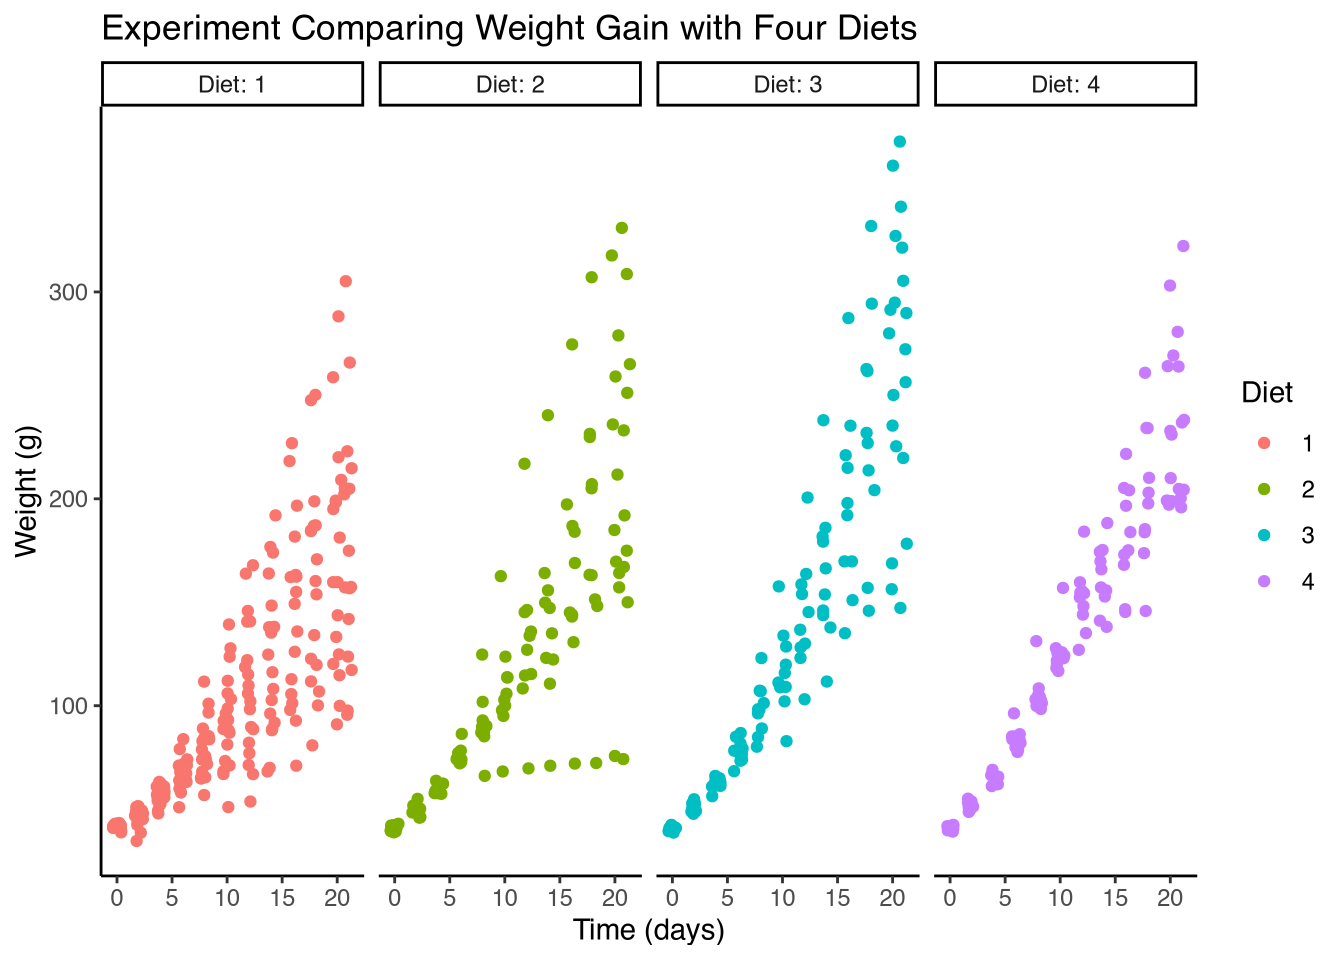 Experiment Comparing Weight Gain with Four Diets
Diet: 1
Diet: 2
Diet: 3
Diet: 4
Weight (g)
300
200
100
0 5 10 15 20
0 5 10 15 20
0 5 10 15 20
0 5 10 15 20
Time (days)
Diet
1
2
3
4